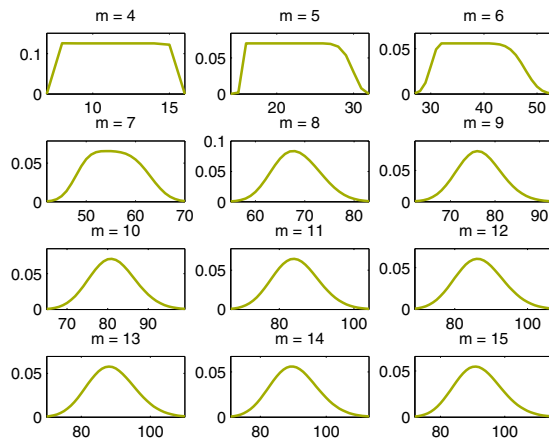 m = 4 m = 5 m = 6
0.1 0.05 0.05
0 0 0
10 15 20 30 30 40 50
m = 7 m = 8 m = 9
0.05 0.1 0.05 0.05
0 0 0
50 60 70 60 70 80 70 80 90
m = 10 m = 11 m = 12
0.05 0.05 0.05
0 0 0
70 80 90 80 100 80 100
m = 13 m = 14 m = 15
0.05 0.05 0.05
0 0 0
80 100 80 100 80 100